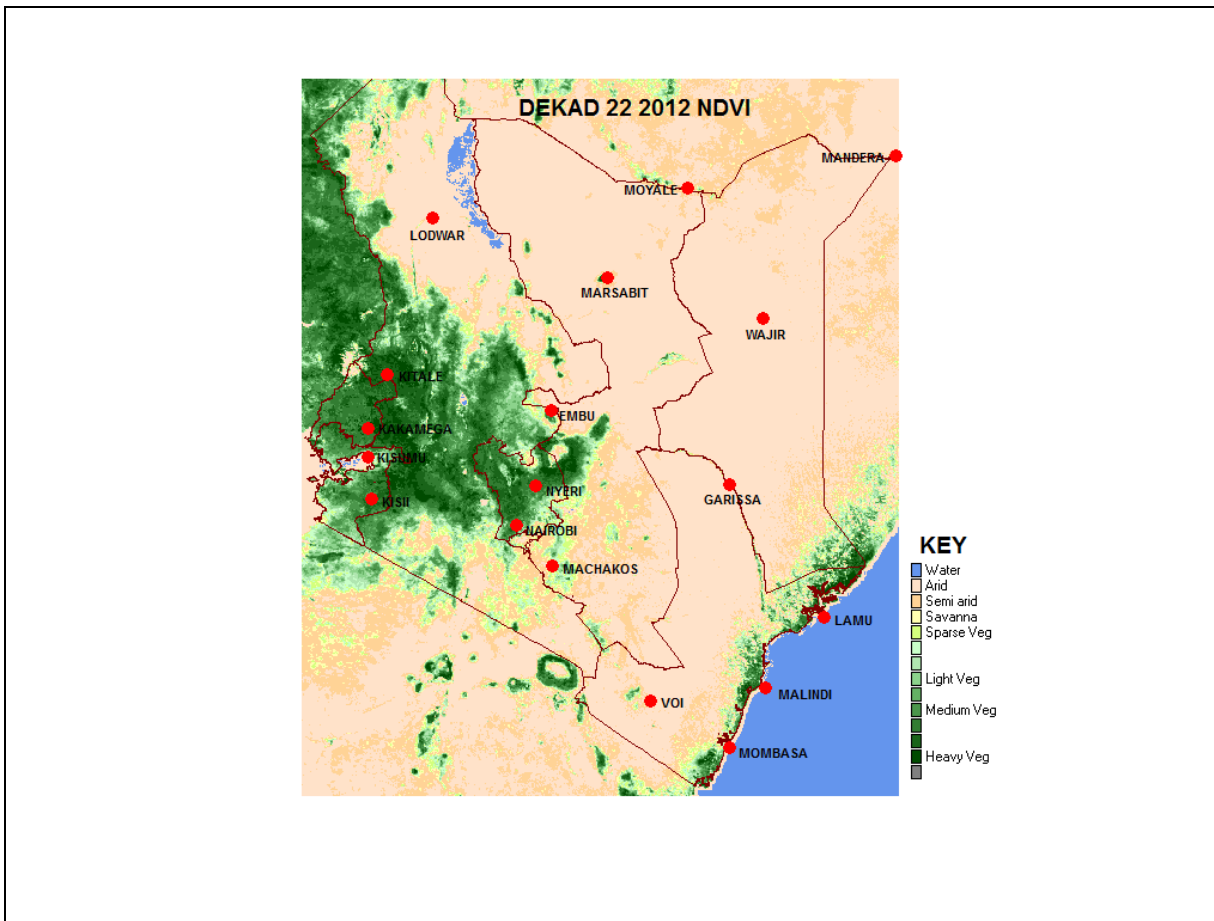 DEKAD 22 2012 NDVI
MANDERA
MOYALE
LODWAR
MARSABIT
WAJIR
KITALE
EMBU
KAKAMEGA
KISUMU
NYERI
GARISSA
KISII
NAIROBI
MACHAKOS
LAMU
VOI
MALINDI
MOMBASA
KEY
Water
Arid
Semi arid
Savanna
Sparse Veg
Light Veg
Medium Veg
Heavy Veg